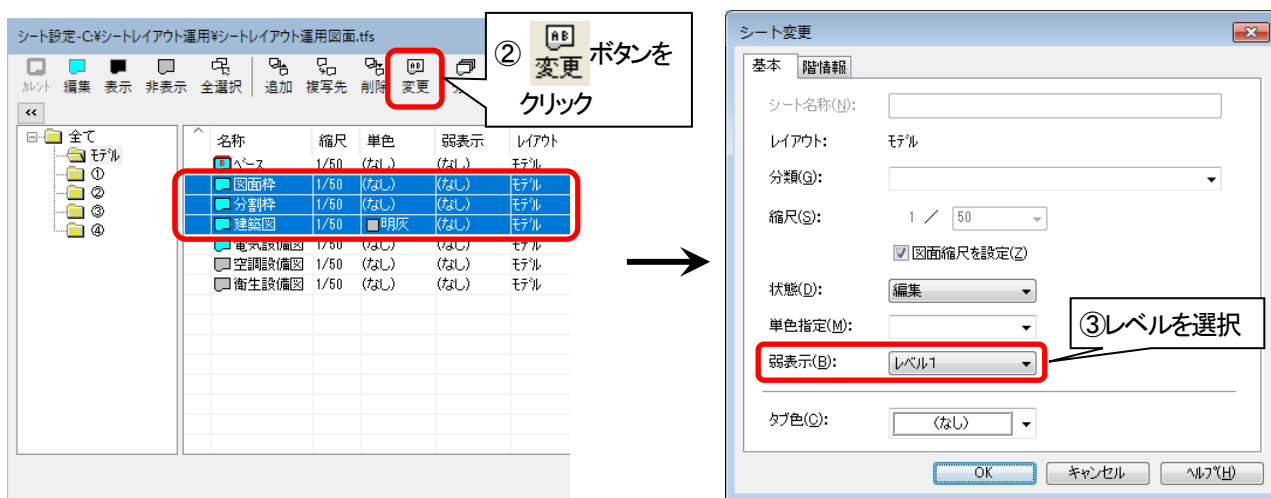 シート設定-C:¥シートレイアウト運用¥シートレイアウト運用図面.tfs
カレント 編集 表示 非表示 全選択 追加 複写先 削除 変更
<<
② AB 変更 ボタンを
クリック
全て
モデル
①
②
③
④
名称 縮尺 単色 弱表示 レイアウト
ベース 1/50 (なし) (なし) モデル
図面枠 1/50 (なし) (なし) モデル
分割枠 1/50 (なし) (なし) モデル
建築図 1/50 明灰 (なし) モデル
電気設備図 1/50 (なし) (なし) モデル
空調設備図 1/50 (なし) (なし) モデル
衛生設備図 1/50 (なし) (なし) モデル
シート変更
基本 階情報
シート名称(N):
レイアウト: モデル
分類(G):
縮尺(S): 1 / 50
図面縮尺を設定(Z)
状態(D): 編集
単色指定(M):
③レベルを選択
弱表示(B): レベル1
タブ色(C): (なし)
OK キャンセル ヘルプ(H)